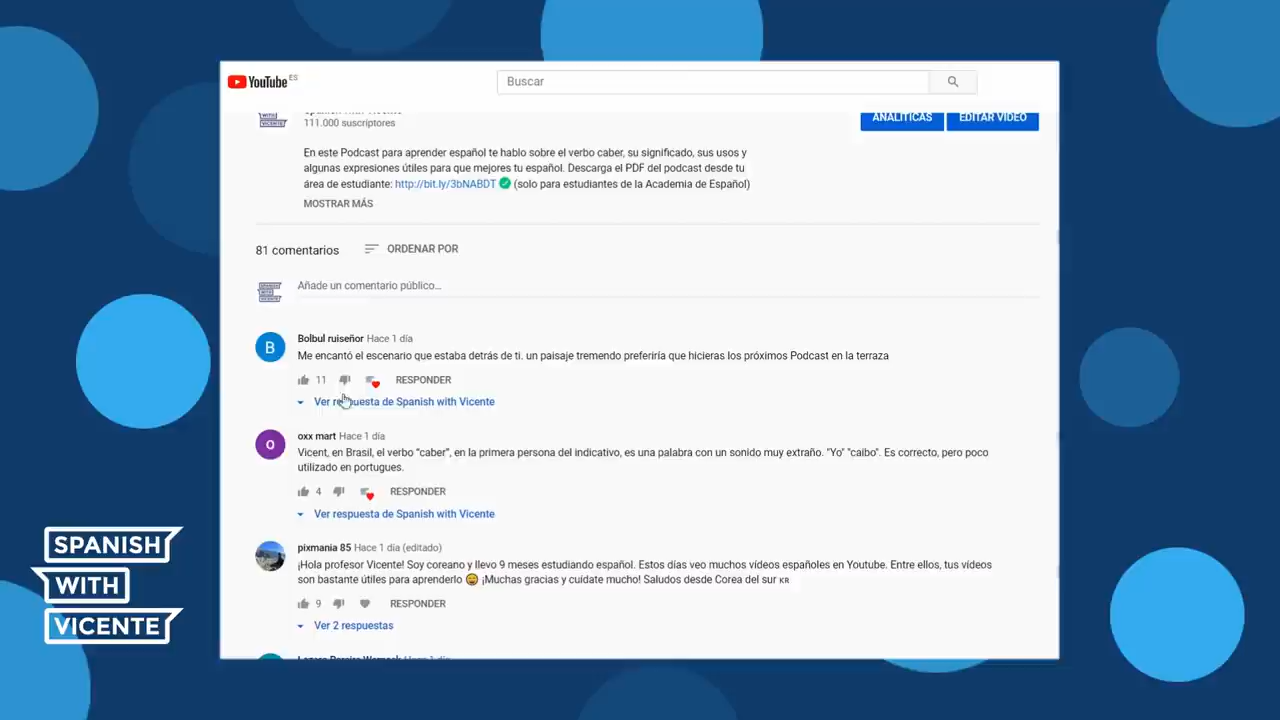 YouTube ES
Buscar
111.000 suscriptores
ANALÍTICAS
EDITAR VÍDEO
En este Podcast para aprender español te hablo sobre el verbo caber, su significado, sus usos y
algunas expresiones útiles para que mejores tu español. Descarga el PDF del podcast desde tu
área de estudiante: http://bit.ly/3bNABDT ✅ (solo para estudiantes de la Academia de Español)
MOSTRAR MÁS
81 comentarios
ORDENAR POR
SPANISH WITH VICENTE
Añade un comentario público...
B
Bolbul ruiseñor Hace 1 día
Me encantó el escenario que estaba detrás de ti. un paisaje tremendo preferiría que hicieras los próximos Podcast en la terraza
11
RESPONDER
Ver respuesta de Spanish with Vicente
O
oxx mart Hace 1 día
Vicent, en Brasil, el verbo "caber", en la primera persona del indicativo, es una palabra con un sonido muy extraño. "Yo" "caibo". Es correcto, pero poco
utilizado en portugues.
4
RESPONDER
Ver respuesta de Spanish with Vicente
pixmania 85 Hace 1 día (editado)
¡Hola profesor Vicente! Soy coreano y llevo 9 meses estudiando español. Estos días veo muchos vídeos españoles en Youtube. Entre ellos, tus vídeos
son bastante útiles para aprenderlo 😄 ¡Muchas gracias y cuídate mucho! Saludos desde Corea del sur KR
9
RESPONDER
Ver 2 respuestas
SPANISH
WITH
VICENTE